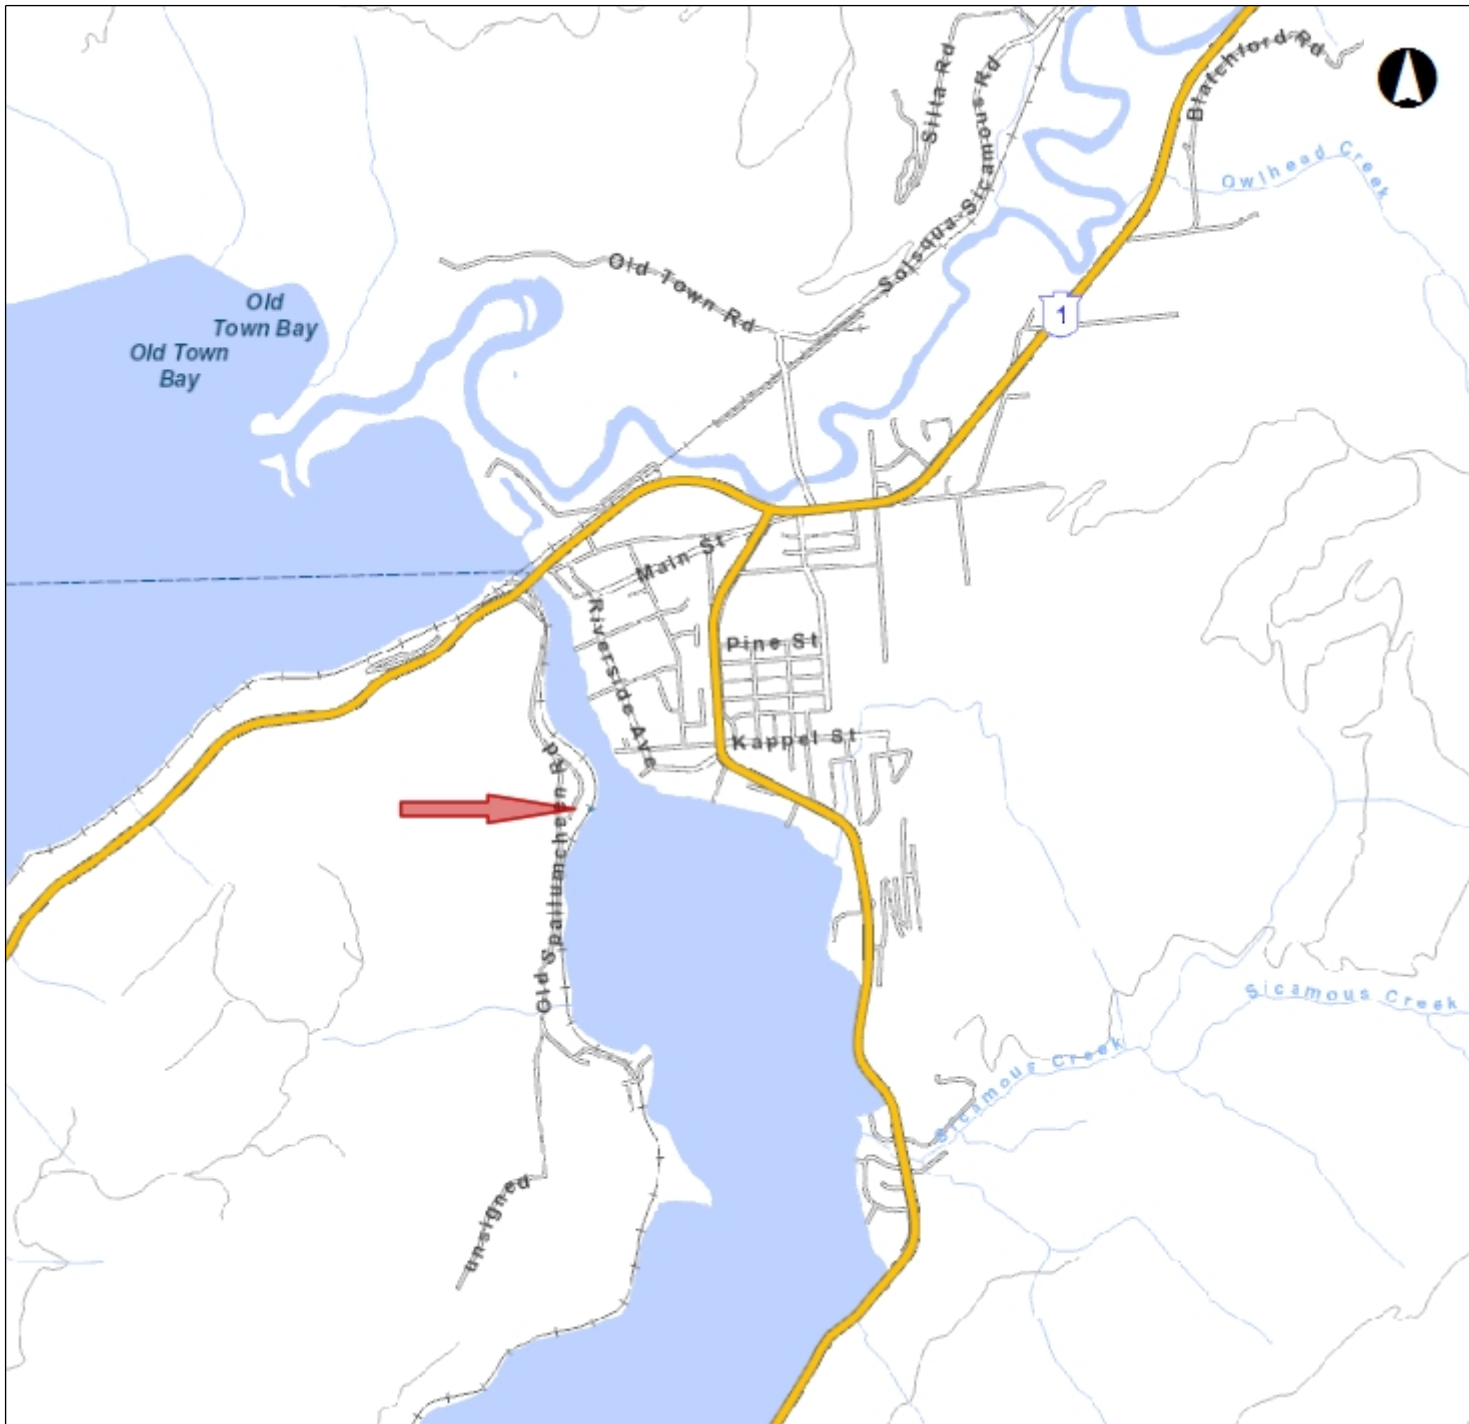 Silta Rd
Solsqua-Sicamous Rd
Blatchford Rd
Owlhead Creek
Old Town Rd
Old
Town Bay
Old Town
Bay
1
Main St
Riverside Ave
Pine St
Kappel St
Old Spallumcheen Rd
Sicamous Creek
Sicamous Creek
unsigned